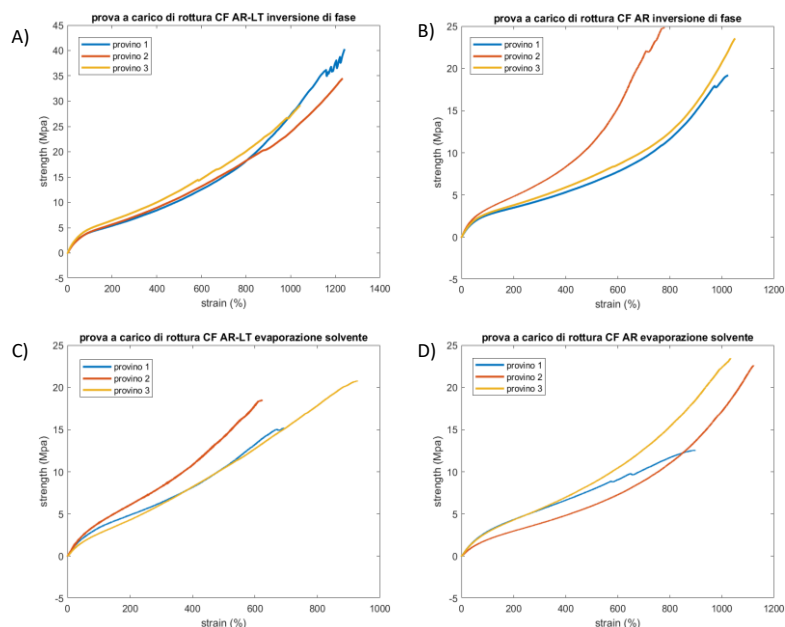 A)
prova a carico di rottura CF AR-LT inversione di fase
45
40
35
30
25
20
15
10
5
0
-5
strength (Mpa)
provino 1
provino 2
provino 3
0 200 400 600 800 1000 1200 1400
strain (%)
B)
prova a carico di rottura CF AR inversione di fase
25
20
15
10
5
0
-5
strength (Mpa)
provino 1
provino 2
provino 3
0 200 400 600 800 1000 1200
strain (%)
C)
prova a carico di rottura CF AR-LT evaporazione solvente
25
20
15
10
5
0
-5
strength (Mpa)
provino 1
provino 2
provino 3
0 200 400 600 800 1000
strain (%)
D)
prova a carico di rottura CF AR evaporazione solvente
25
20
15
10
5
0
-5
strength (Mpa)
provino 1
provino 2
provino 3
0 200 400 600 800 1000 1200
strain (%)